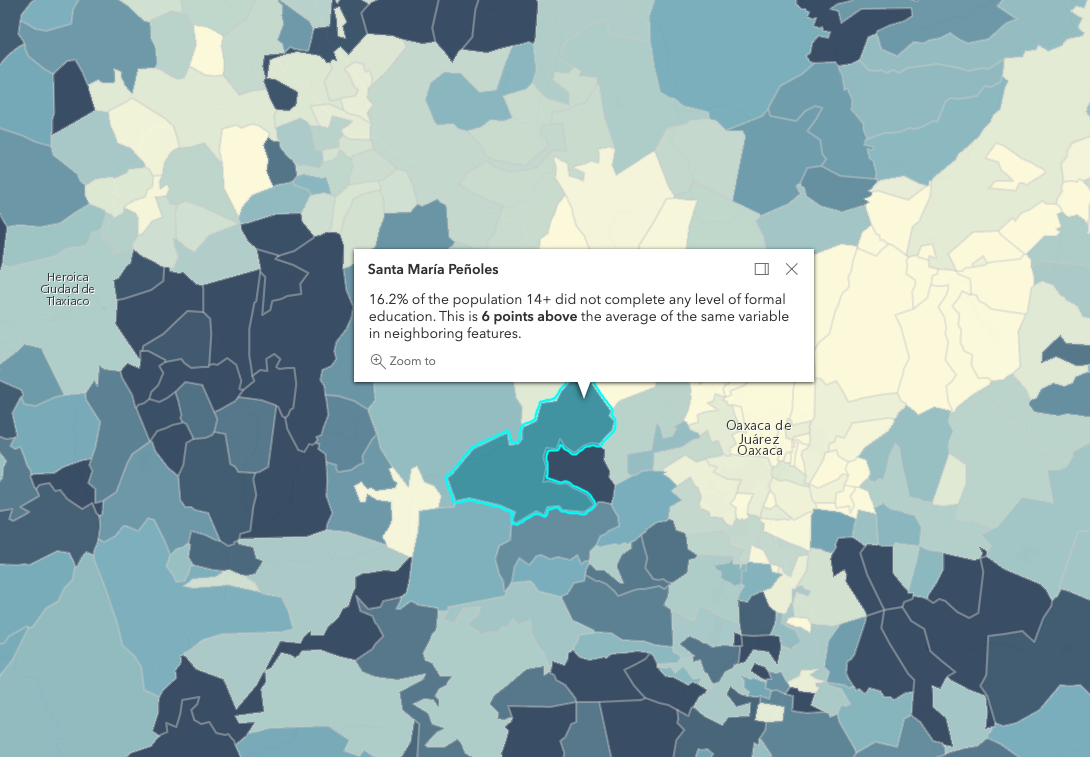 Heroica
Ciudad de
Tlaxiaco
Santa María Peñoles
16.2% of the population 14+ did not complete any level of formal
education. This is 6 points above the average of the same variable
in neighboring features.
Zoom to
Oaxaca de
Juárez
Oaxaca